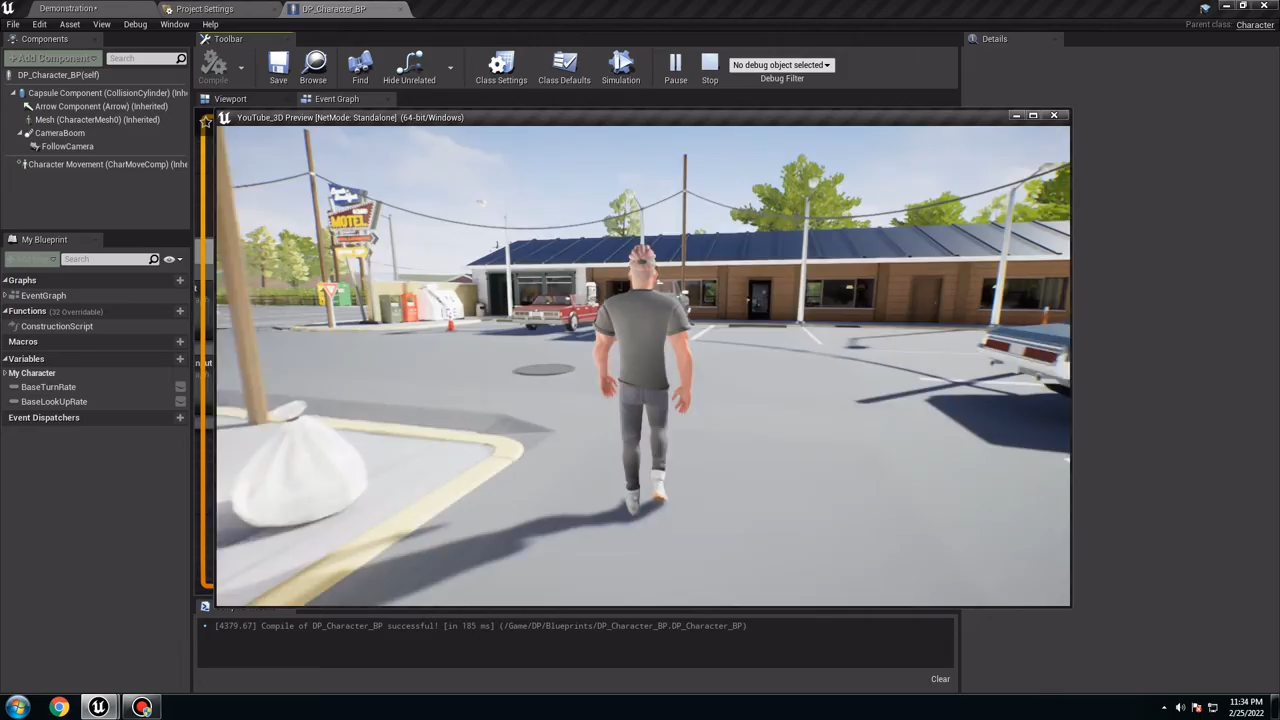 Demonstration*
Project Settings
DP_Character_BP
File
Edit
Asset
View
Debug
Window
Help
Parent class:
Character
Components
Toolbar
Details
+Add Component
Search
DP_Character_BP(self)
Capsule Component (CollisionCylinder) (Inhe
Arrow Component (Arrow) (Inherited)
Mesh (CharacterMesh0) (Inherited)
CameraBoom
FollowCamera
Character Movement (CharMoveComp) (Inhe
Compile
Save
Browse
Find
Hide Unrelated
Class Settings
Class Defaults
Simulation
Pause
Stop
No debug object selected
Debug Filter
Viewport
Event Graph
YouTube_3D Preview [NetMode: Standalone] (64-bit/Windows)
MOTEL
My Blueprint
Search
Graphs
EventGraph
Functions (32 Overridable)
ConstructionScript
Macros
Variables
My Character
BaseTurnRate
BaseLookUpRate
Event Dispatchers
[4379.67] Compile of DP_Character_BP successful! [in 185 ms] (/Game/DP/Blueprints/DP_Character_BP.DP_Character_BP)
Clear
11:34 PM
2/25/2022